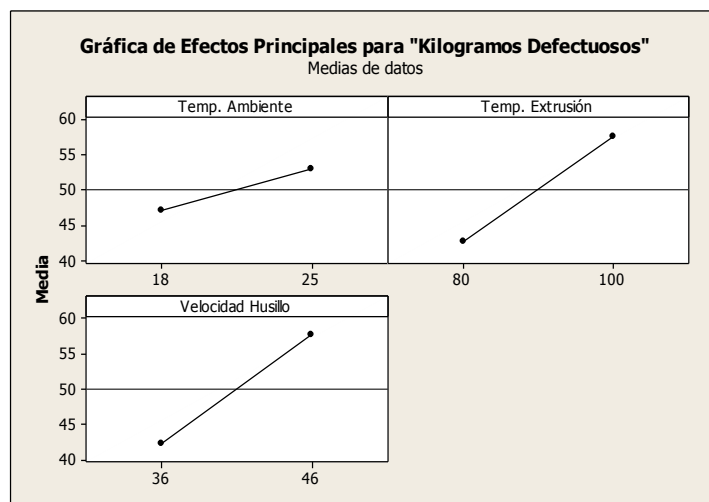 Gráfica de Efectos Principales para "Kilogramos Defectuosos"
Medias de datos
Temp. Ambiente
Temp. Extrusión
60
55
50
45
40
18
25
80
100
Media
Velocidad Husillo
60
55
50
45
40
36
46